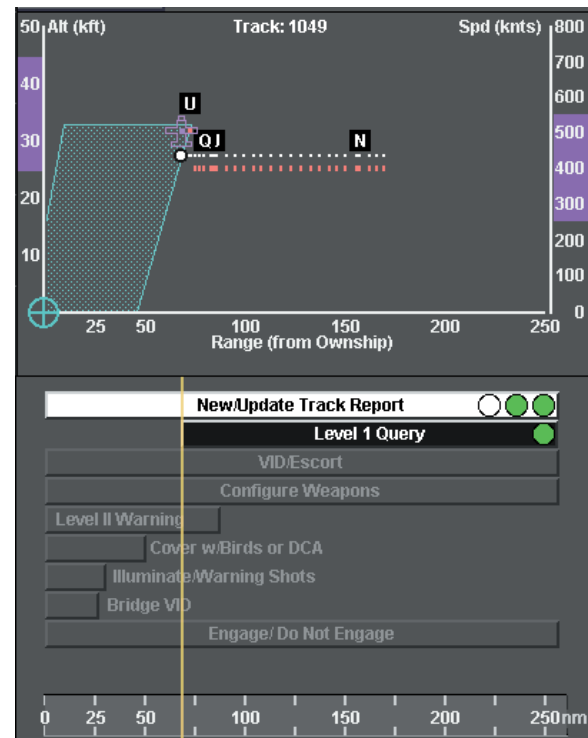 50 Alt (kft) Track: 1049 Spd (knts) 800
700
40
600
U
500
30 QJ N
400
20
300
200
10
100
0
25 50 100 150 200 250
Range (from Ownship)
New/Update Track Report
Level 1 Query
VID/Escort
Configure Weapons
Level II Warning
Cover w/Birds or DCA
Illuminate/Warning Shots
Bridge VID
Engage/ Do Not Engage
0 25 50 100 150 200 250nm